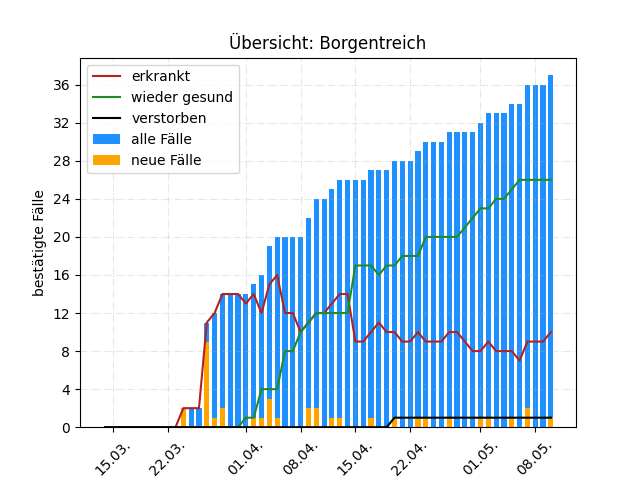 Übersicht: Borgentreich
erkrankt
wieder gesund
verstorben
alle Fälle
neue Fälle
bestätigte Fälle
36
32
28
24
20
16
12
8
4
0
15.03.
22.03.
01.04.
08.04.
15.04.
22.04.
01.05.
08.05.